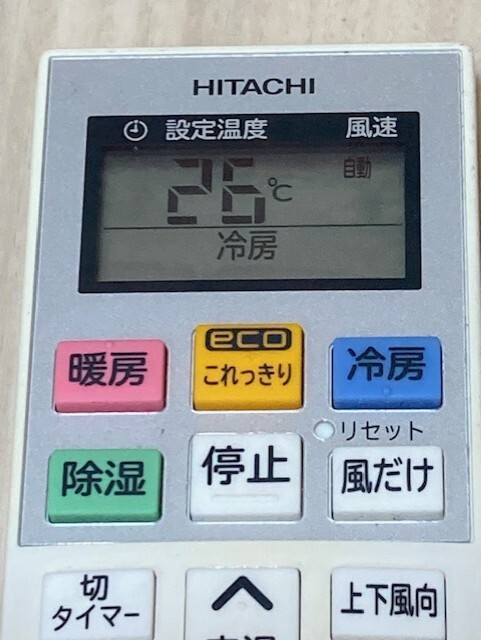 HITACHI
設定温度 風速
自動
26℃
冷房
暖房
eco
これっきり
冷房
リセット
除湿
停止
風だけ
切
タイマー
上下風向